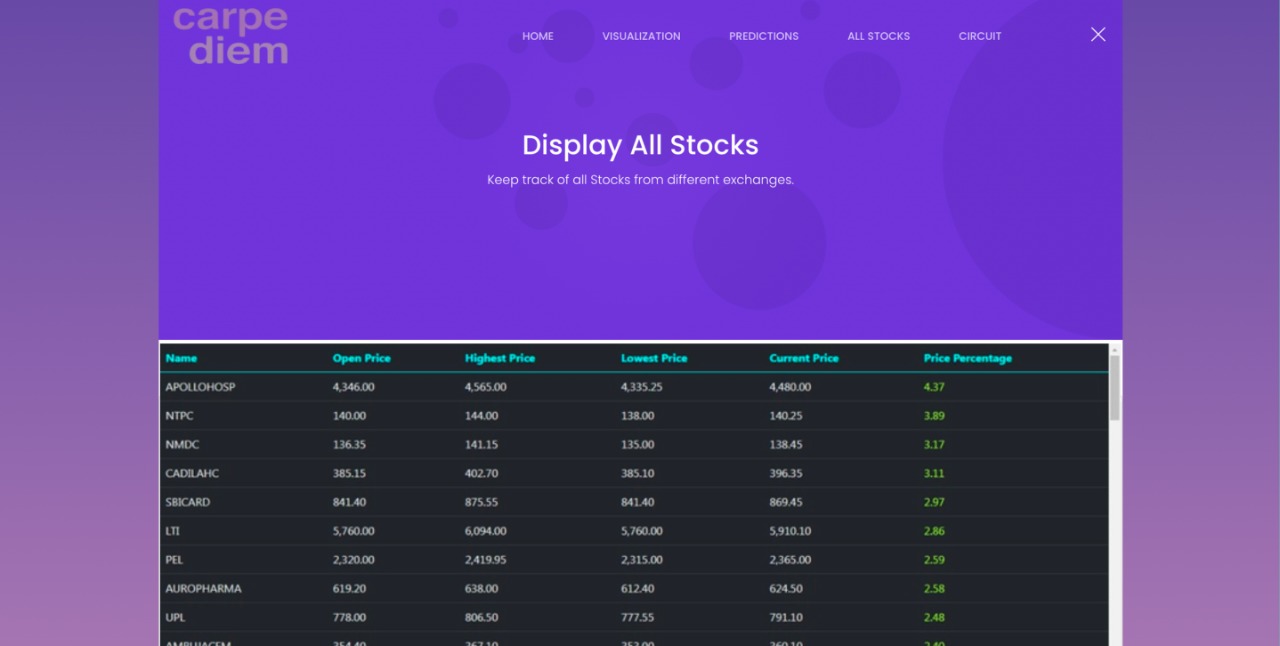 carpe
diem
HOME VISUALIZATION PREDICTIONS ALL STOCKS CIRCUIT
Display All Stocks
Keep track of all Stocks from different exchanges.
Name Open Price Highest Price Lowest Price Current Price Price Percentage
APOLLOHOSP 4,346.00 4,565.00 4,335.25 4,480.00 4.37
NTPC 140.00 144.00 138.00 140.25 3.89
NMDC 136.35 141.15 135.00 138.45 3.17
CADILAHC 385.15 402.70 385.10 396.35 3.11
SBICARD 841.40 875.55 841.40 869.45 2.97
LTI 5,760.00 6,094.00 5,760.00 5,910.10 2.86
PEL 2,320.00 2,419.95 2,315.00 2,365.00 2.59
AUROPHARMA 619.20 638.00 612.40 624.50 2.58
UPL 778.00 806.50 777.55 791.10 2.48